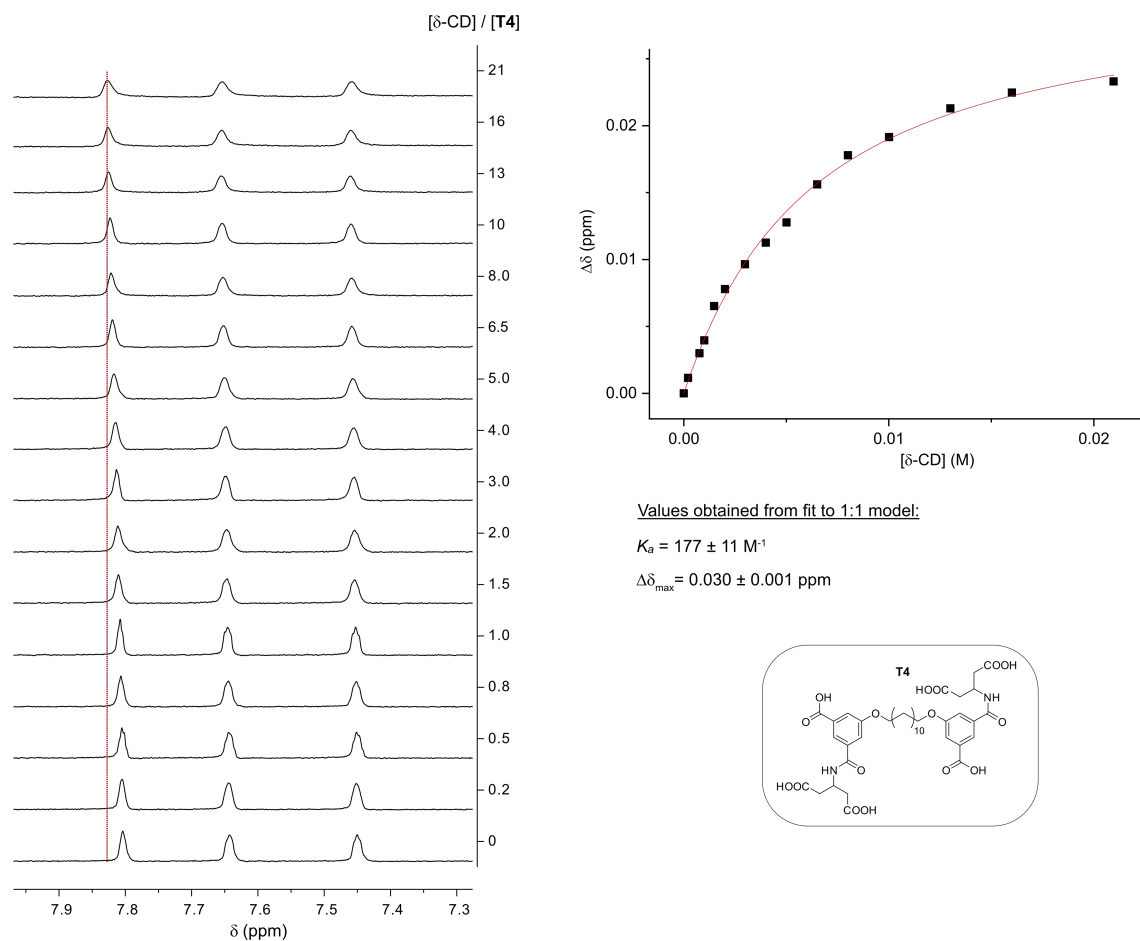 [δ-CD] / [T4]
21
16
13
10
8.0
6.5
5.0
4.0
3.0
2.0
1.5
1.0
0.8
0.5
0.2
0
7.9 7.8 7.7 7.6 7.5 7.4 7.3
δ (ppm)
0.02
0.01
0.00
Δδ (ppm)
0.00 0.01 0.02
[δ-CD] (M)
Values obtained from fit to 1:1 model:
Ka = 177 ± 11 M-1
Δδmax= 0.030 ± 0.001 ppm
T4
COOH
HOOC
NH
OH
O
O
O
O
10
HN
O
O
OH
HOOC
COOH